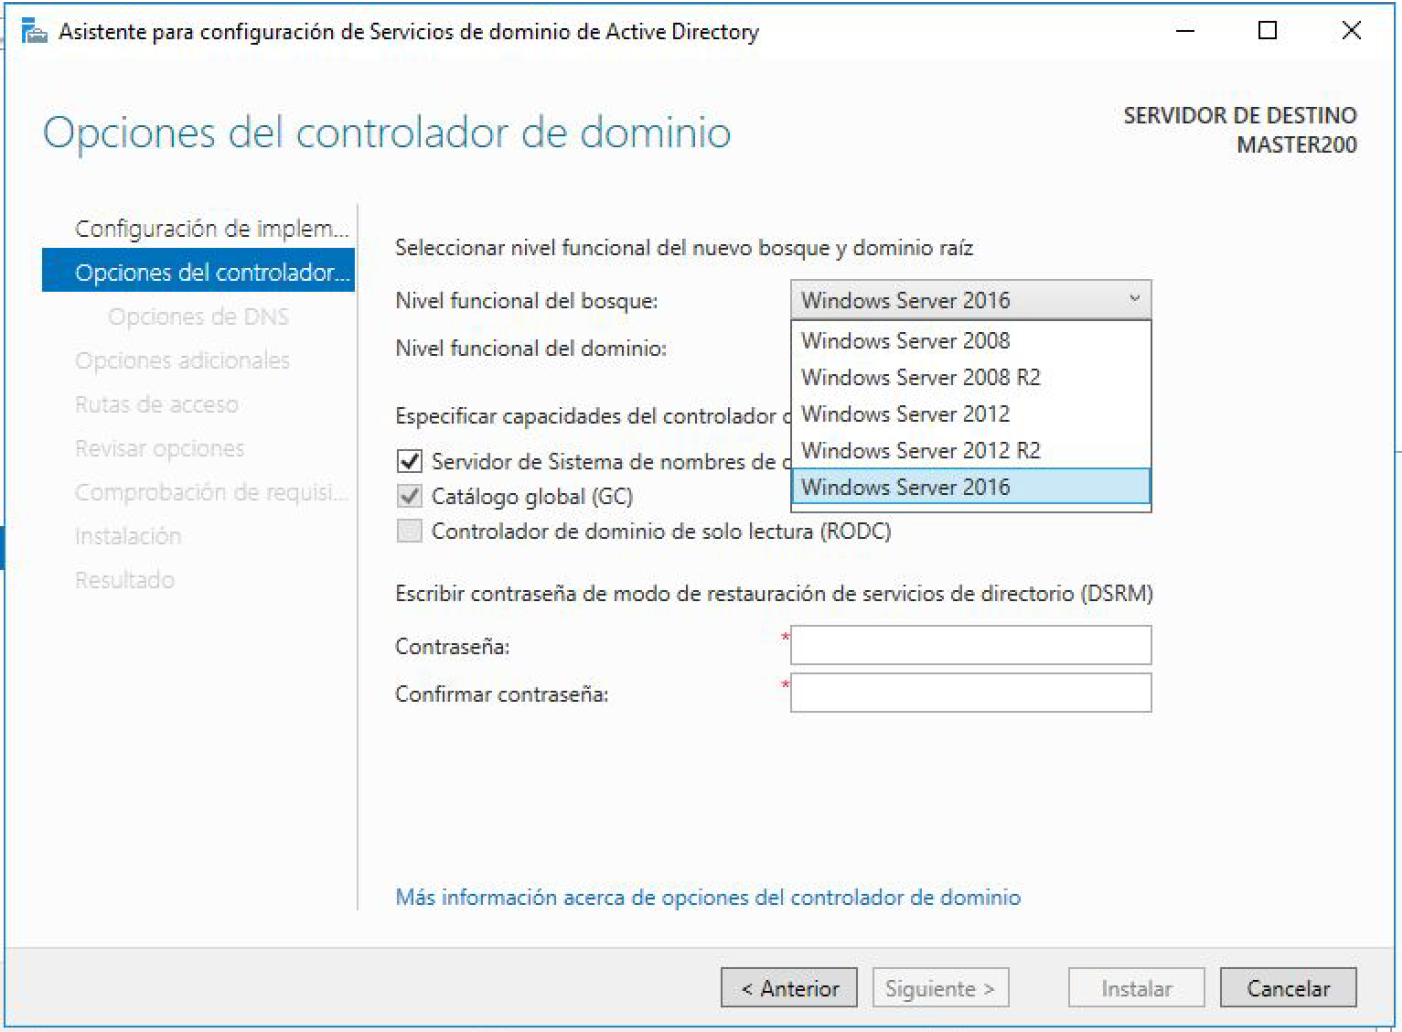 Asistente para configuración de Servicios de dominio de Active Directory
Opciones del controlador de dominio
SERVIDOR DE DESTINO
MASTER200
Configuración de implem...
Opciones del controlador...
Opciones de DNS
Opciones adicionales
Rutas de acceso
Revisar opciones
Comprobación de requisi...
Instalación
Resultado
Seleccionar nivel funcional del nuevo bosque y dominio raíz
Nivel funcional del bosque:
Windows Server 2016
Windows Server 2008
Windows Server 2008 R2
Windows Server 2012
Windows Server 2012 R2
Windows Server 2016
Nivel funcional del dominio:
Especificar capacidades del controlador
Servidor de Sistema de nombres de
Catálogo global (GC)
Controlador de dominio de solo lectura (RODC)
Escribir contraseña de modo de restauración de servicios de directorio (DSRM)
Contraseña: *
Confirmar contraseña: *
Más información acerca de opciones del controlador de dominio
< Anterior
Siguiente >
Instalar
Cancelar